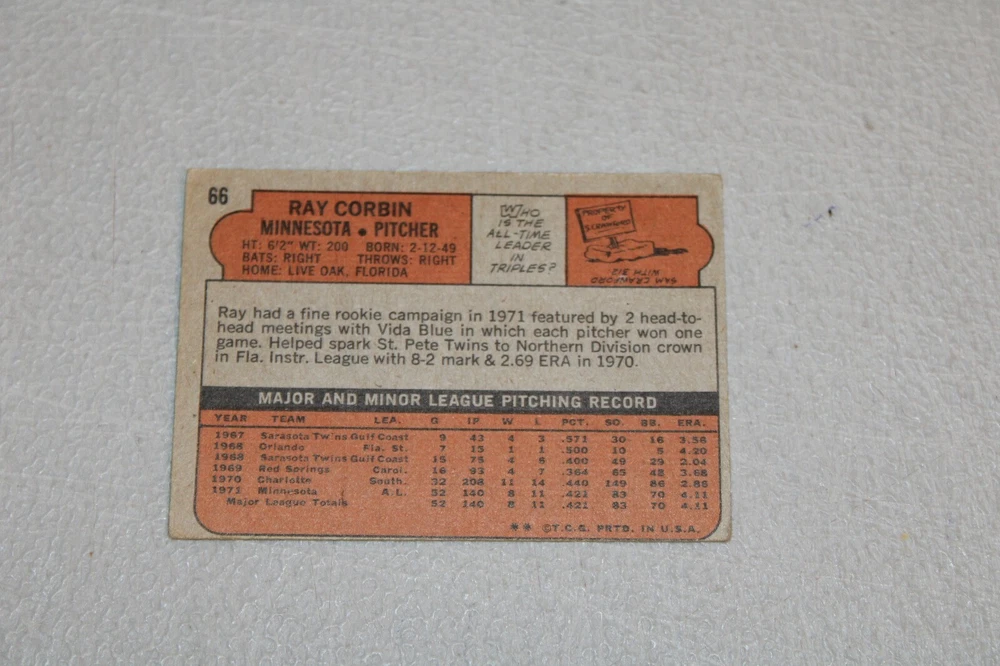 66
RAY CORBIN
MINNESOTA • PITCHER
HT: 6'2" WT: 200 BORN: 2-12-49
BATS: RIGHT THROWS: RIGHT
HOME: LIVE OAK, FLORIDA
WHO
IS THE
ALL-TIME
LEADER
IN
TRIPLES?
PROPERTY
OF
S. CRAWFORD
SAM CRAWFORD
WITH 312
Ray had a fine rookie campaign in 1971 featured by 2 head-to-
head meetings with Vida Blue in which each pitcher won one
game. Helped spark St. Pete Twins to Northern Division crown
in Fla. Instr. League with 8-2 mark & 2.69 ERA in 1970.
MAJOR AND MINOR LEAGUE PITCHING RECORD
YEAR TEAM LEA. G IP W L PCT. SO. BB. ERA.
1967 Sarasota Twins Gulf Coast 9 43 4 3 .571 30 16 3.56
1968 Orlando Fla. St. 7 15 1 1 .500 10 5 4.20
1968 Sarasota Twins Gulf Coast 15 75 4 6 .400 49 29 2.04
1969 Red Springs Carol. 16 93 4 7 .364 65 48 3.68
1970 Charlotte South. 32 208 11 14 .440 149 86 2.86
1971 Minnesota A.L. 52 140 8 11 .421 83 70 4.11
Major League Totals 52 140 8 11 .421 83 70 4.11
** ©T.C.G. PRTD. IN U.S.A.